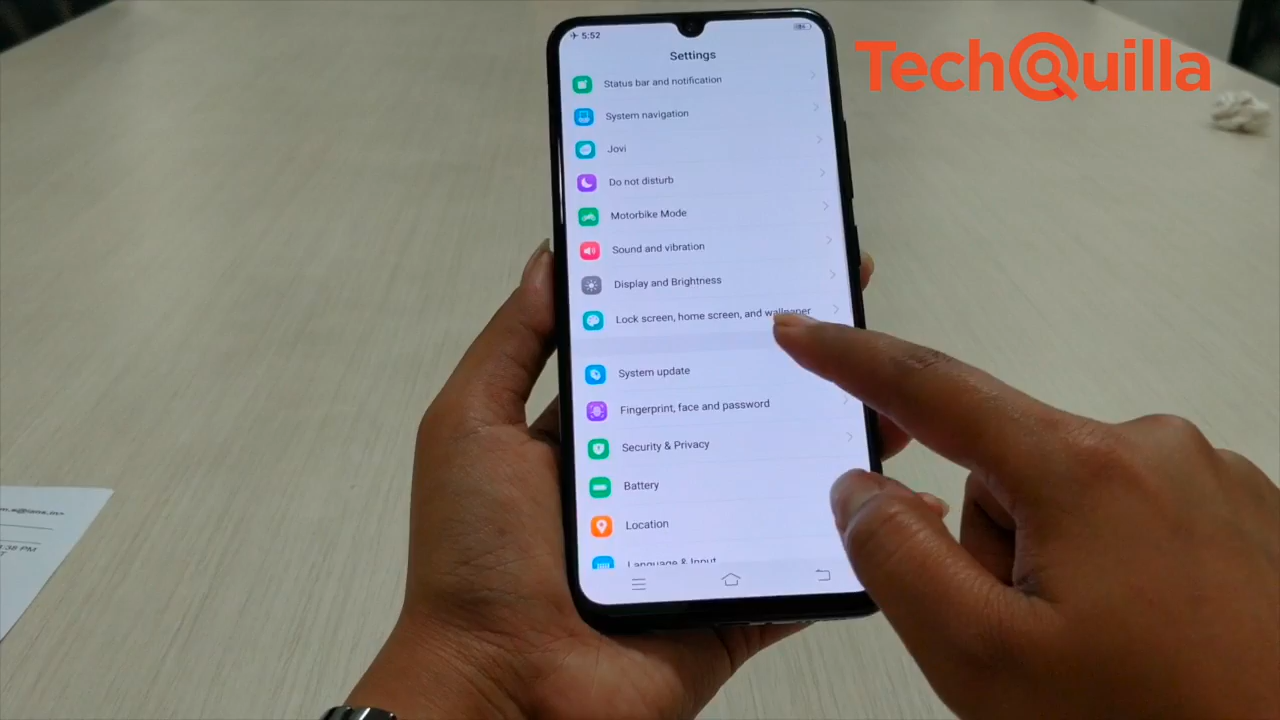 TechQuilla
5:52
Settings
Status bar and notification
System navigation
Jovi
Do not disturb
Motorbike Mode
Sound and vibration
Display and Brightness
Lock screen, home screen, and wallpaper
System update
Fingerprint, face and password
Security & Privacy
Battery
Location
Language & Input
:38 PM